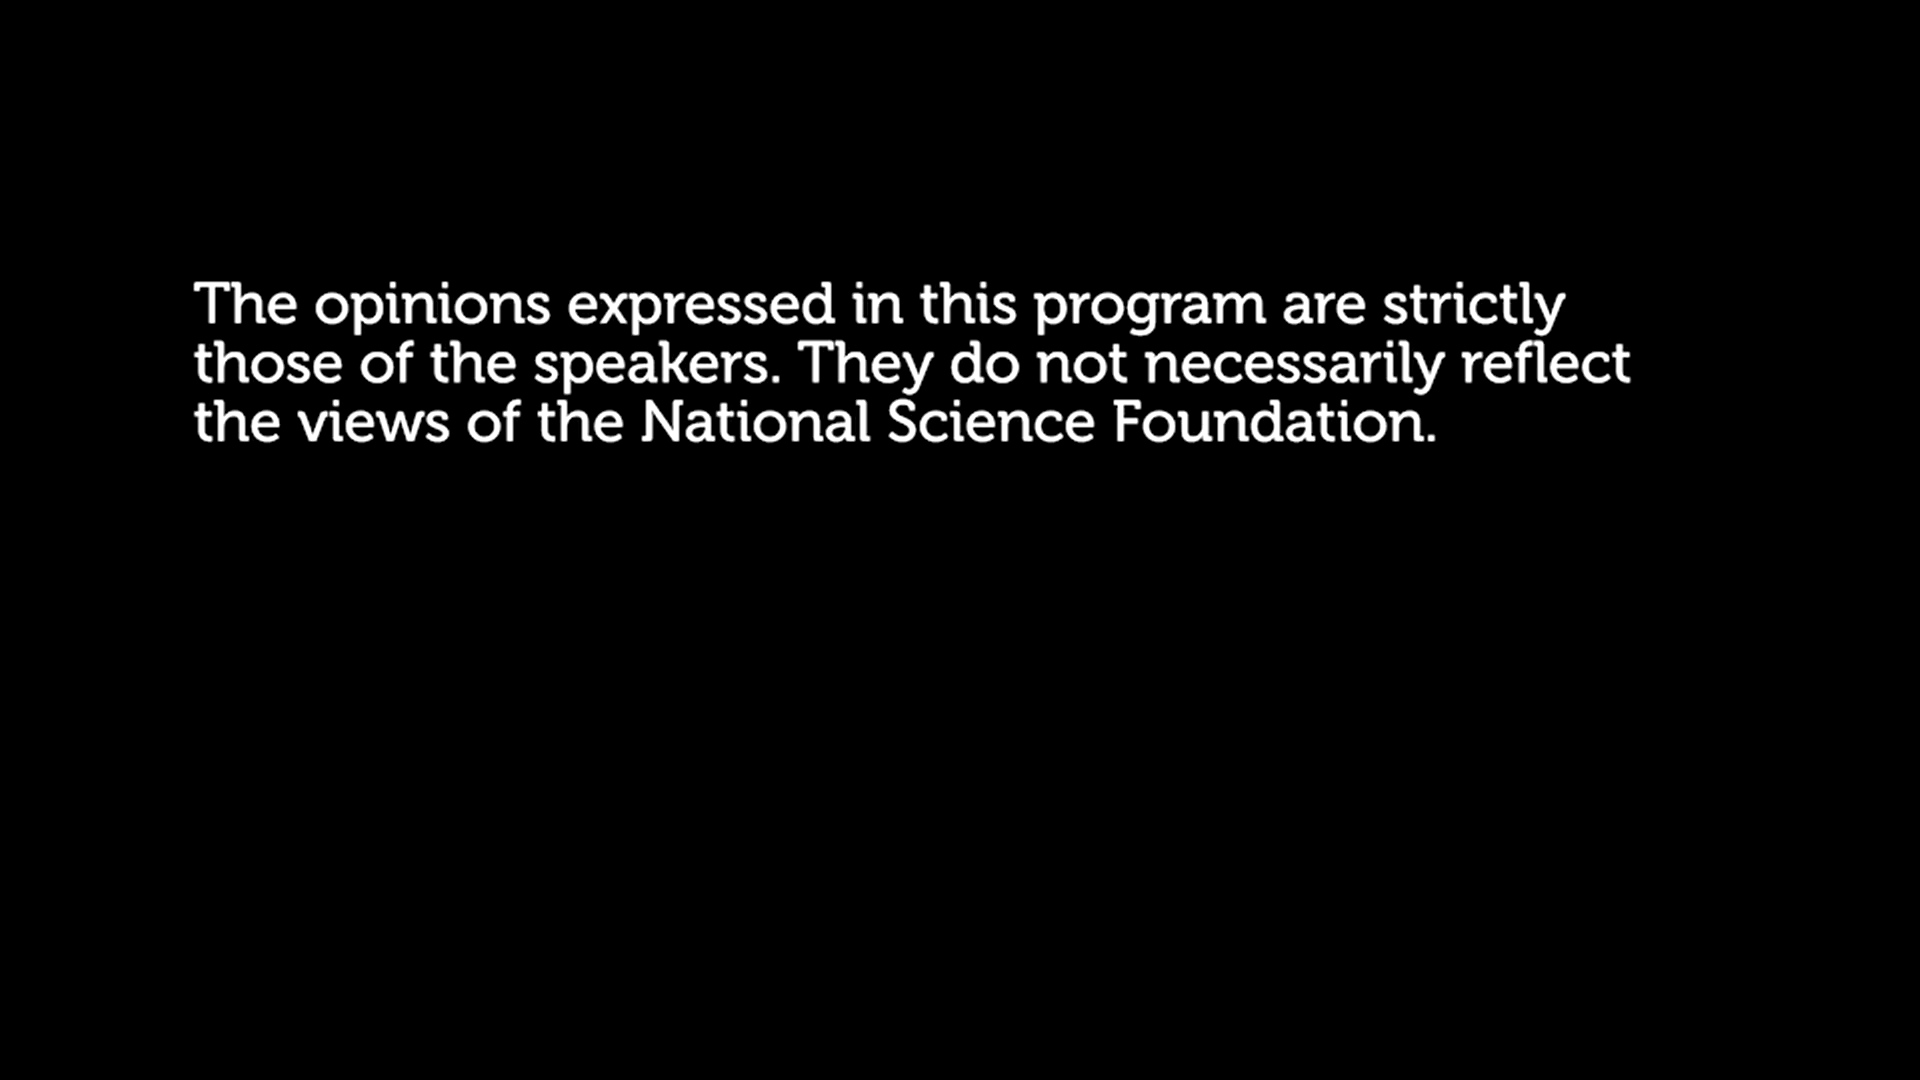 The opinions expressed in this program are strictly
those of the speakers. They do not necessarily reflect
the views of the National Science Foundation.